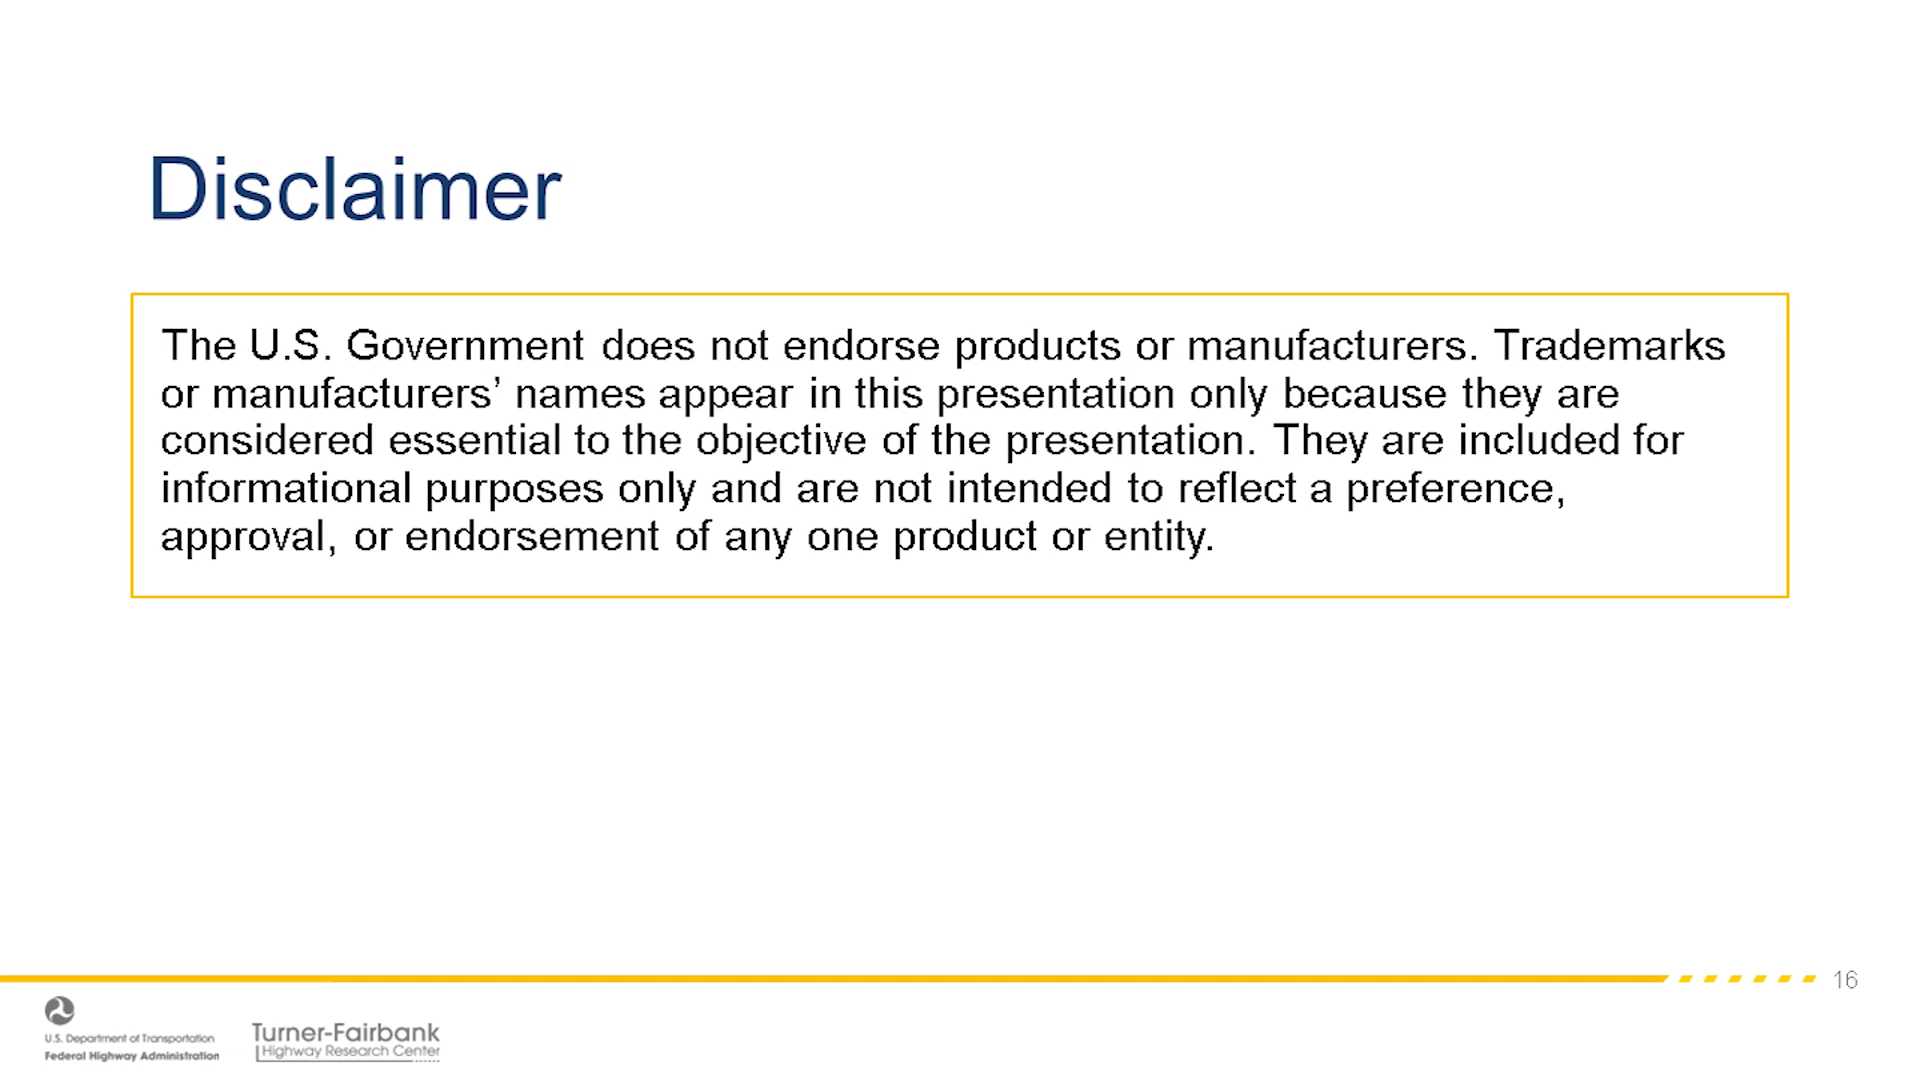 Disclaimer
The U.S. Government does not endorse products or manufacturers. Trademarks
or manufacturers’ names appear in this presentation only because they are
considered essential to the objective of the presentation. They are included for
informational purposes only and are not intended to reflect a preference,
approval, or endorsement of any one product or entity.
16
U.S. Department of Transportation
Federal Highway Administration
Turner-Fairbank
Highway Research Center